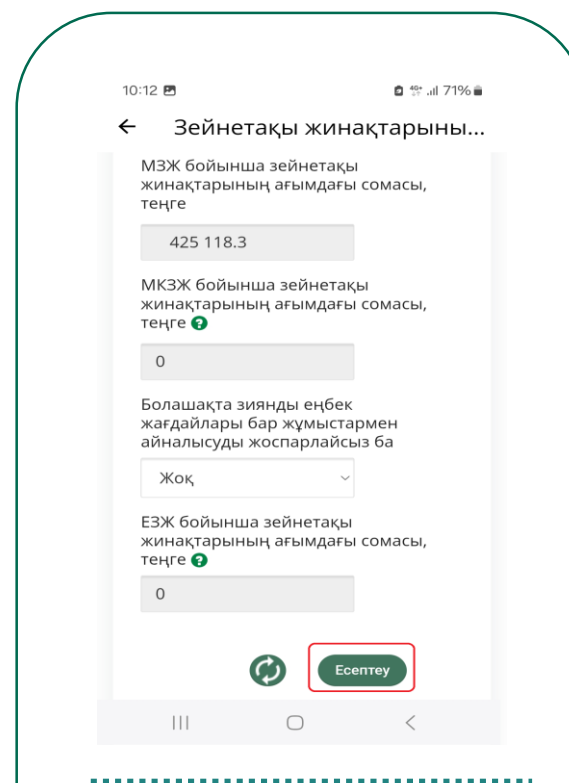 10:12 71%
Зейнетақы жинақтарыны...
МЗЖ бойынша зейнетақы
жинақтарының ағымдағы сомасы,
теңге
425 118.3
МКЗЖ бойынша зейнетақы
жинақтарының ағымдағы сомасы,
теңге ?
0
Болашақта зиянды еңбек
жағдайлары бар жұмыстармен
айналысуды жоспарлайсыз ба
Жоқ
ЕЗЖ бойынша зейнетақы
жинақтарының ағымдағы сомасы,
теңге ?
0
Есептеу